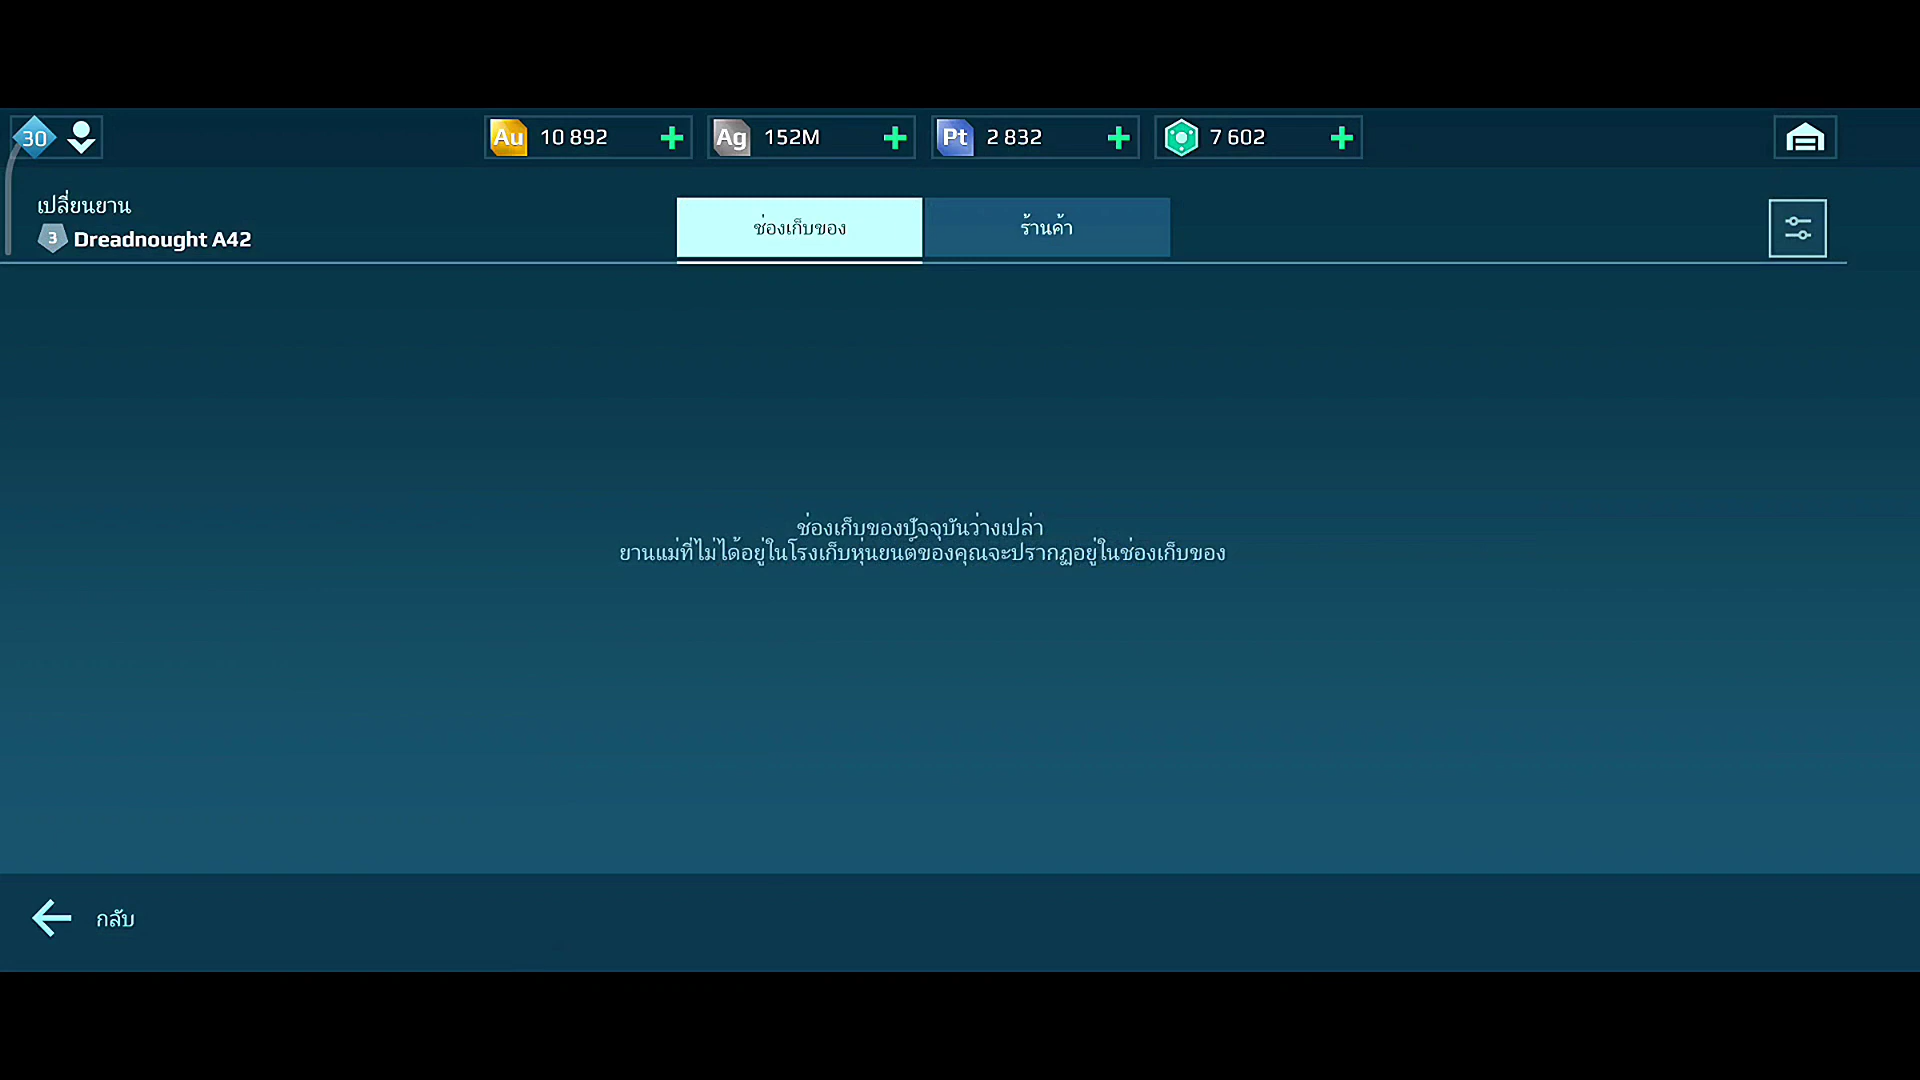 30
Au 10 892
Ag 152M
Pt 2 832
7 602
เปลี่ยนยาน
3 Dreadnought A42
ช่องเก็บของ
ร้านค้า
ช่องเก็บของปัจจุบันว่างเปล่า
ยานแม่ที่ไม่ได้อยู่ในโรงเก็บหุ่นยนต์ของคุณจะปรากฏอยู่ในช่องเก็บของ
กลับ